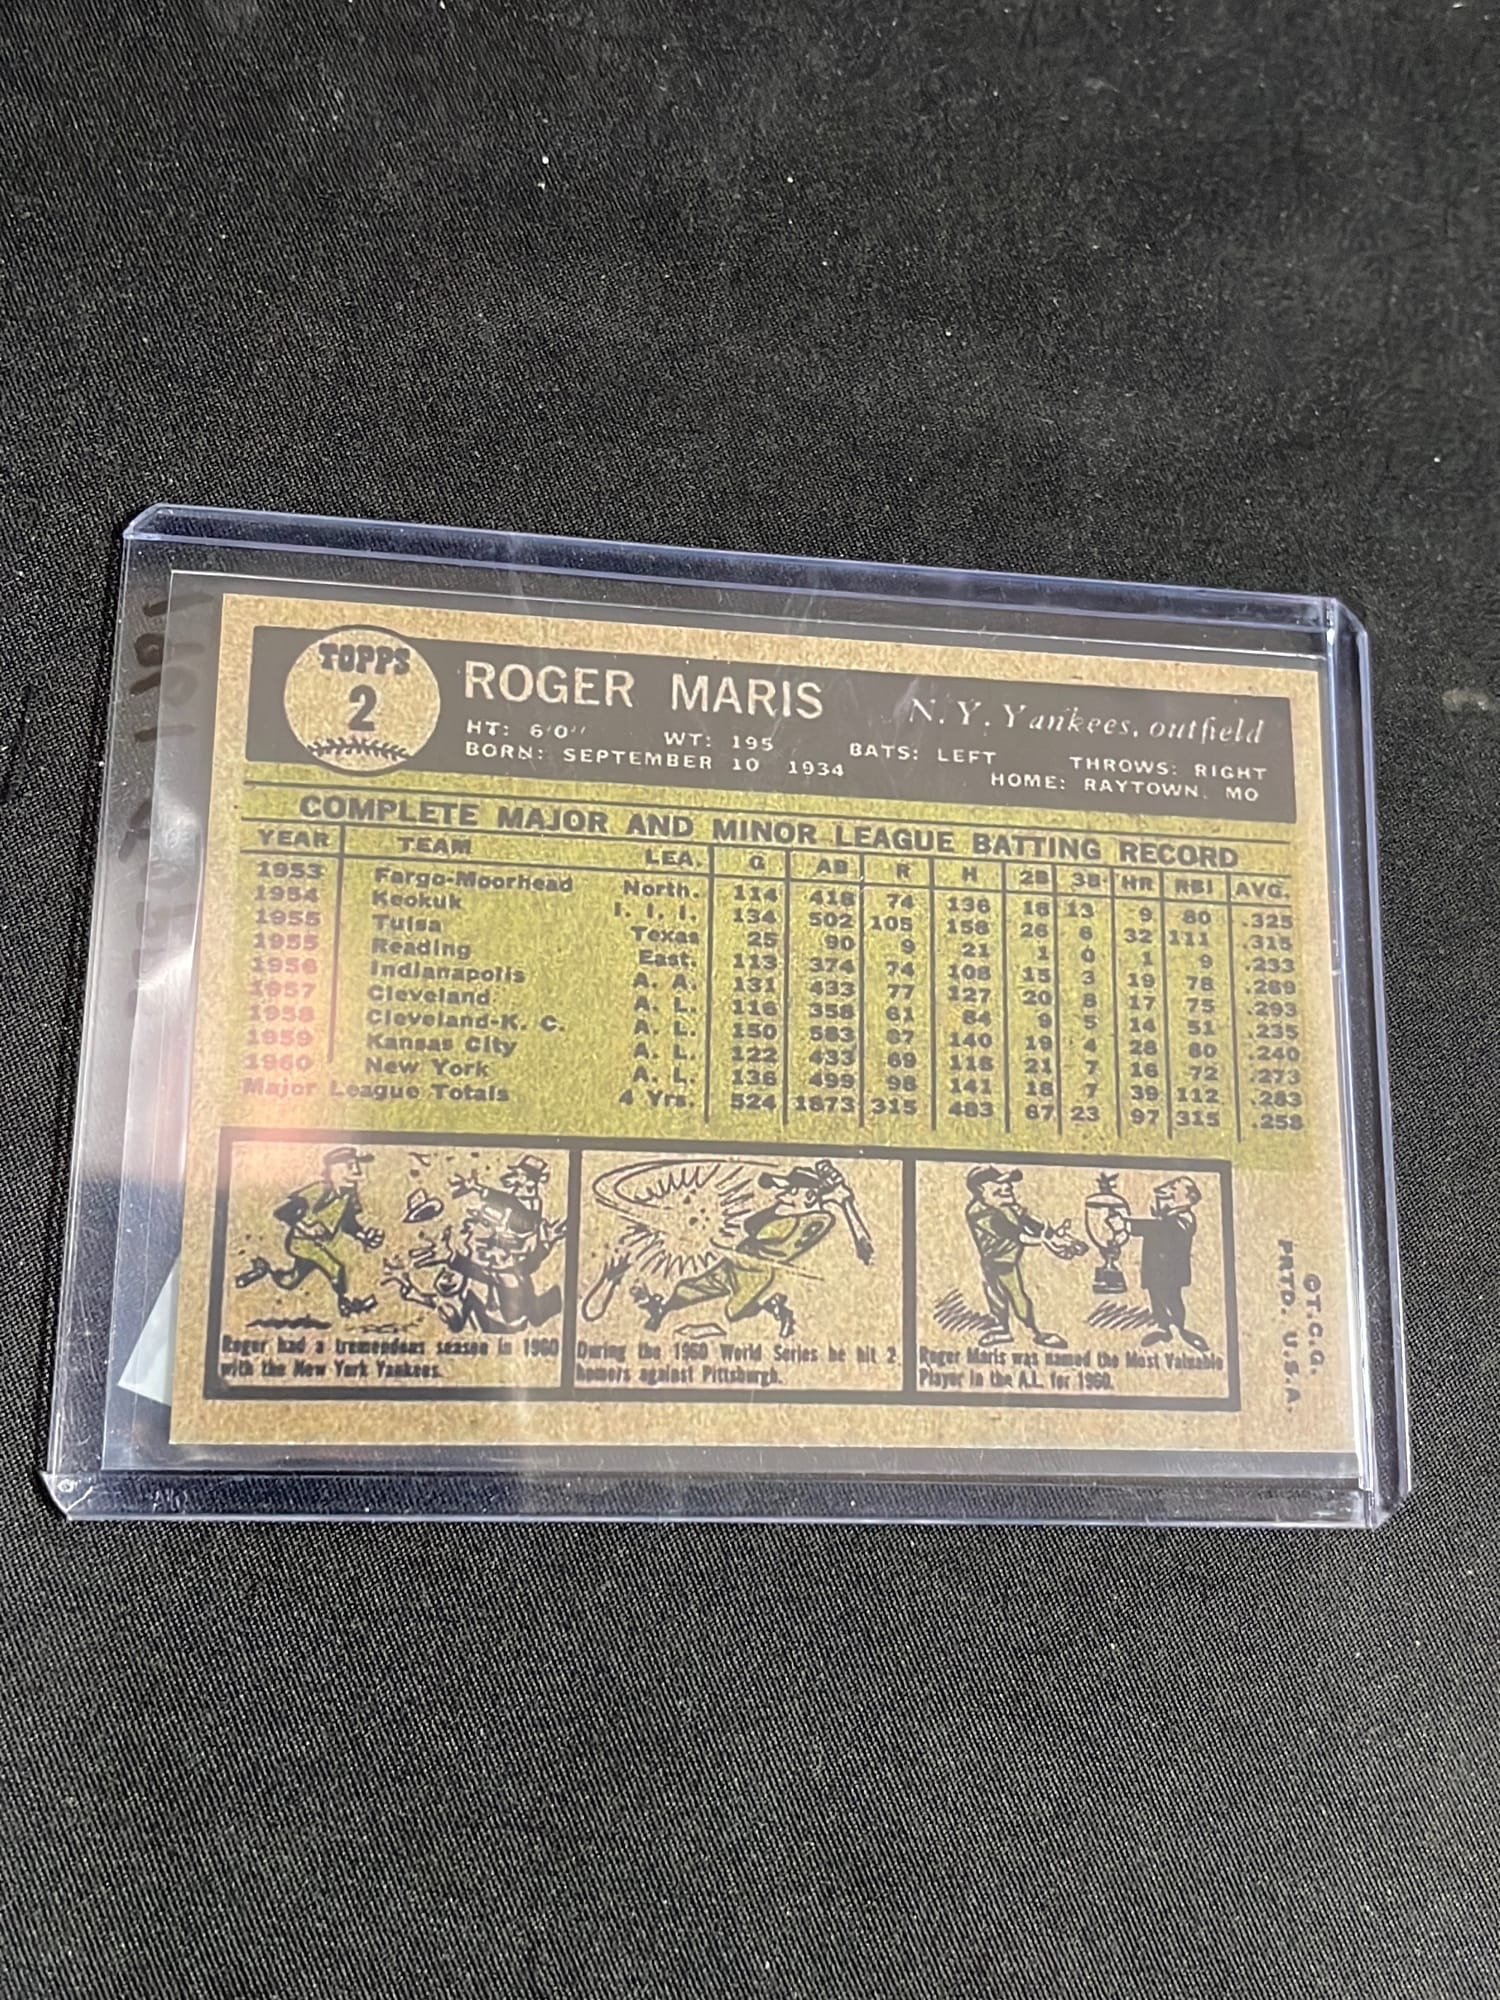 TOPPS
2
ROGER MARIS N.Y. Yankees, outfield
HT: 6'0" WT: 195 BATS: LEFT THROWS: RIGHT
BORN: SEPTEMBER 10 1934 HOME: RAYTOWN, MO
COMPLETE MAJOR AND MINOR LEAGUE BATTING RECORD
YEAR TEAM LEA. G AB R H 2B 3B HR RBI AVG.
1953 Fargo-Moorhead North. 114 418 74 136 18 13 9 80 .325
1954 Keokuk I. I. I. 134 502 105 158 26 6 32 111 .315
1955 Tulsa Texas 25 90 9 21 1 0 1 9 .233
1955 Reading East. 113 374 74 108 15 3 19 78 .289
1956 Indianapolis A. A. 131 433 77 127 20 8 17 75 .293
1957 Cleveland A. L. 116 358 61 84 9 5 14 51 .235
1958 Cleveland-K. C. A. L. 150 583 87 140 19 4 28 80 .240
1959 Kansas City A. L. 122 433 69 118 21 7 16 72 .273
1960 New York A. L. 136 499 98 141 18 7 39 112 .283
Major League Totals 4 Yrs. 524 1873 315 483 67 23 97 315 .258
Roger had a tremendous season in 1960
with the New York Yankees.
During the 1960 World Series he hit 2
homers against Pittsburgh.
Roger Maris was named the Most Valuable
Player in the A.L. for 1960.
©T.C.G.
PRTD. U.S.A.